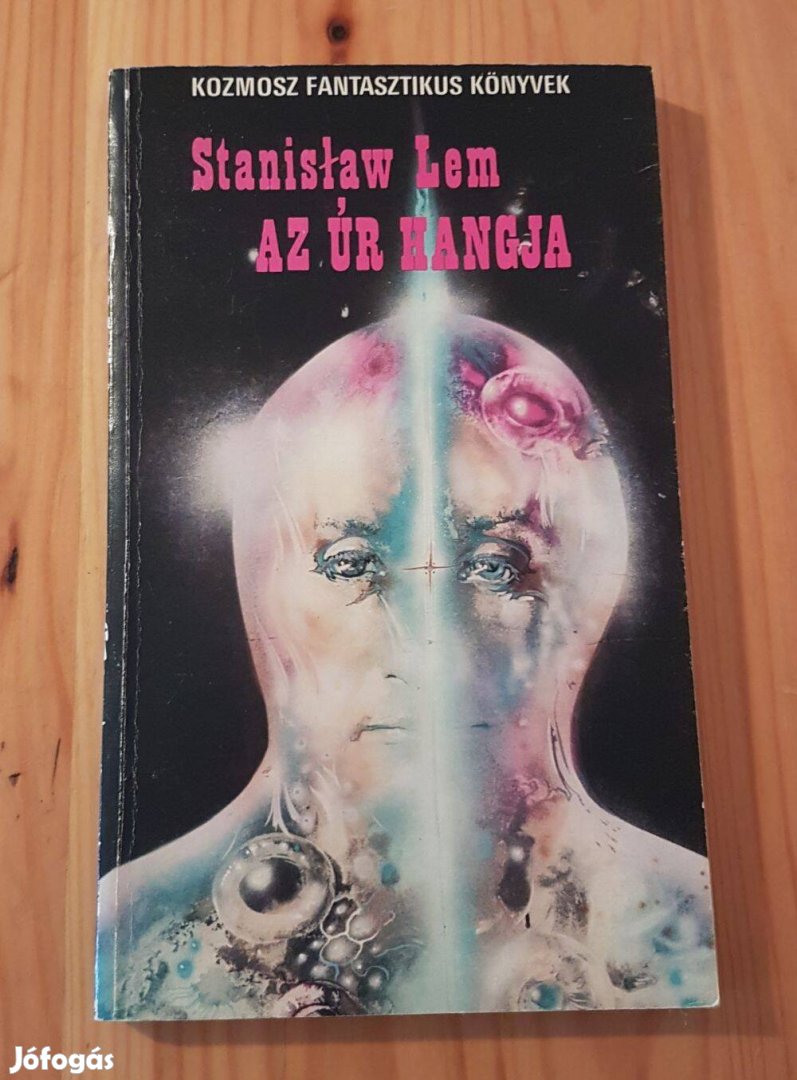 KOZMOSZ FANTASZTIKUS KÖNYVEK
Stanisław Lem
AZ ÚR HANGJA
Jófogás